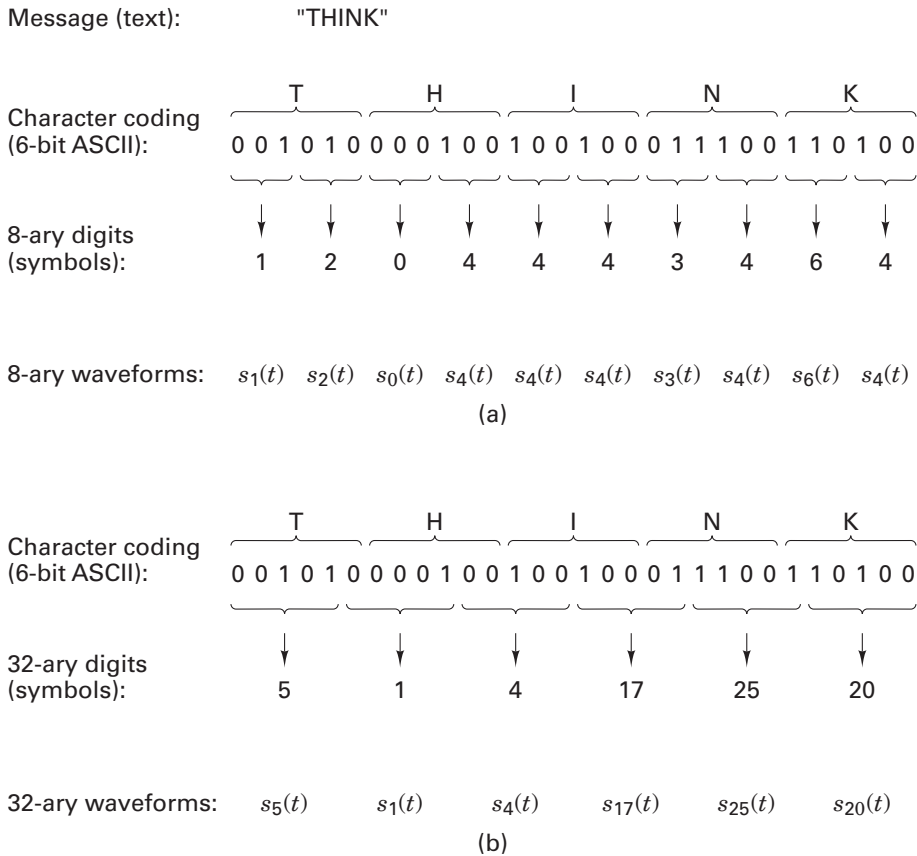 Message (text): "THINK"
T H I N K
Character coding
(6-bit ASCII): 0 0 1 0 1 0 0 0 0 1 0 0 1 0 0 1 0 0 0 1 1 1 0 0 1 1 0 1 0 0
8-ary digits
(symbols): 1 2 0 4 4 4 3 4 6 4
8-ary waveforms: s₁(t) s₂(t) s₀(t) s₄(t) s₄(t) s₄(t) s₃(t) s₄(t) s₆(t) s₄(t)
(a)
T H I N K
Character coding
(6-bit ASCII): 0 0 1 0 1 0 0 0 0 1 0 0 1 0 0 1 0 0 0 1 1 1 0 0 1 1 0 1 0 0
32-ary digits
(symbols): 5 1 4 17 25 20
32-ary waveforms: s₅(t) s₁(t) s₄(t) s₁₇(t) s₂₅(t) s₂₀(t)
(b)